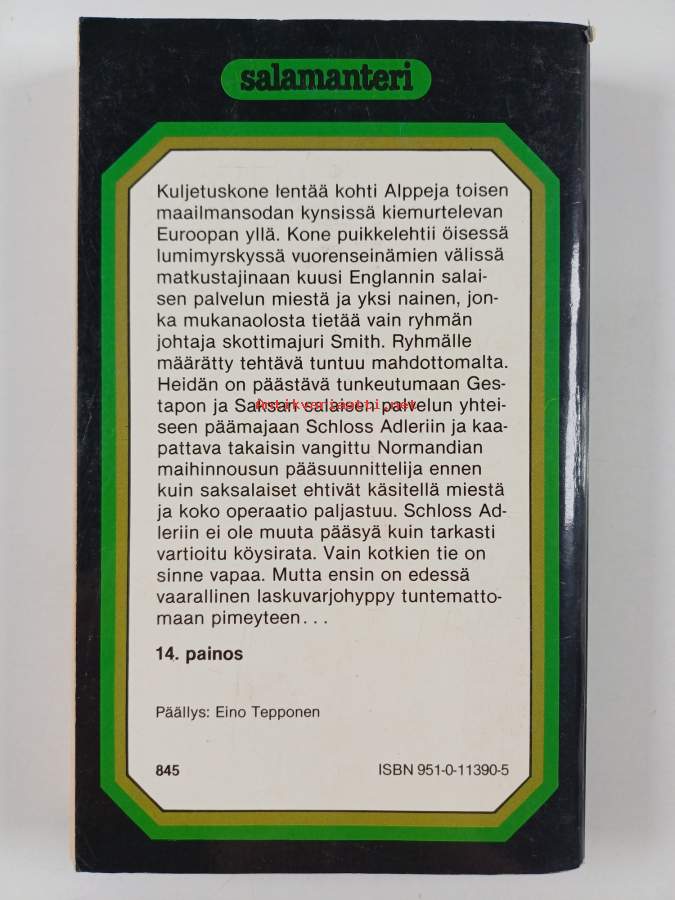 salamanteri
Kuljetuskone lentää kohti Alppeja toisen
maailmansodan kynsissä kiemurtelevan
Euroopan yllä. Kone puikkelehtii öisessä
lumimyrskyssä vuorenseinämien välissä
matkustajinaan kuusi Englannin salai-
sen palvelun miestä ja yksi nainen, jon-
ka mukanaolosta tietää vain ryhmän
johtaja skottimajuri Smith. Ryhmälle
määrätty tehtävä tuntuu mahdottomalta.
Heidän on päästävä tunkeutumaan Ges-
tapon ja Saksan salaisen palvelun yhtei-
seen päämajaan Schloss Adleriin ja kaa-
pattava takaisin vangittu Normandian
maihinnousun pääsuunnittelija ennen
kuin saksalaiset ehtivät käsitellä miestä
ja koko operaatio paljastuu. Schloss Ad-
leriin ei ole muuta pääsyä kuin tarkasti
vartioitu köysirata. Vain kotkien tie on
sinne vapaa. Mutta ensin on edessä
vaarallinen laskuvarjohyppy tuntematto-
maan pimeyteen...
14. painos
Päällys: Eino Tepponen
845 ISBN 951-0-11390-5